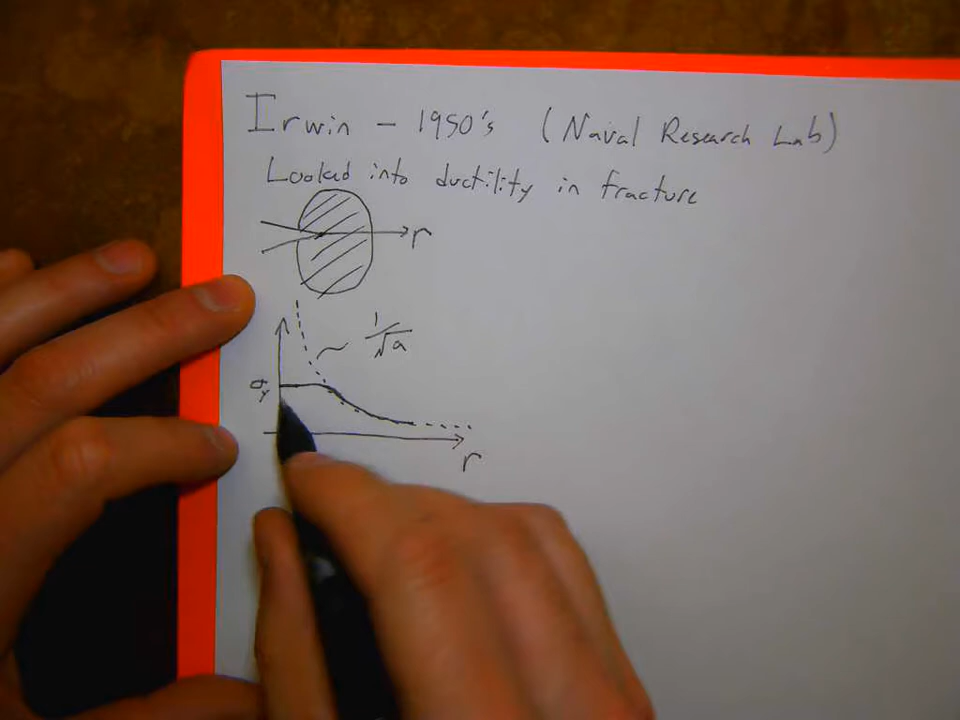 Irwin - 1950's (Naval Research Lab)
Looked into ductility in fracture
r
1/√a
σy
r